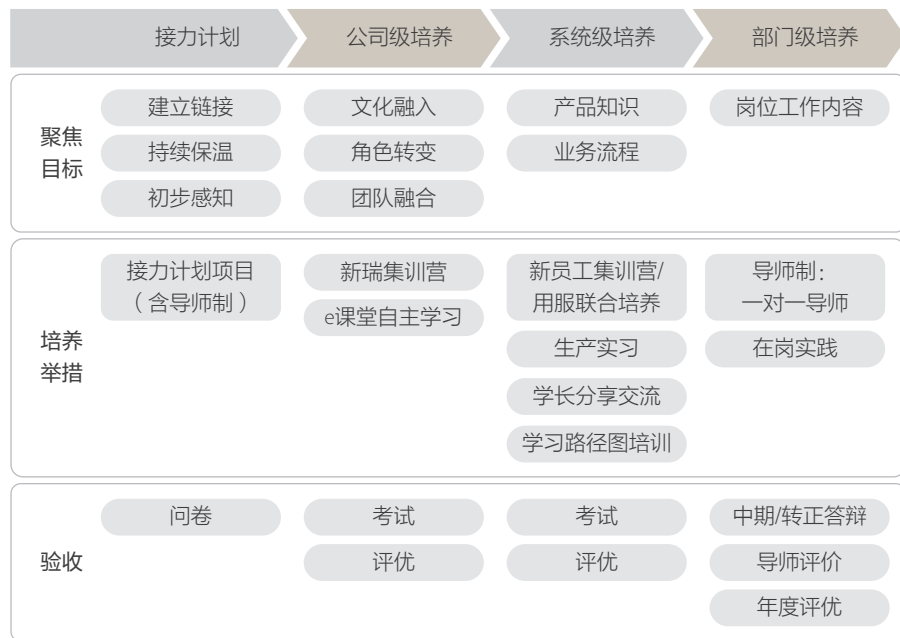 接力计划 公司级培养 系统级培养 部门级培养
聚焦
目标
建立链接 文化融入 产品知识 岗位工作内容
持续保温 角色转变 业务流程
初步感知 团队融合
培养
举措
接力计划项目
（含导师制）
新瑞集训营
e课堂自主学习
新员工集训营/
用服联合培养
生产实习
学长分享交流
学习路径图培训
导师制：
一对一导师
在岗实践
验收
问卷 考试 考试 中期/转正答辩
评优 评优 导师评价
年度评优